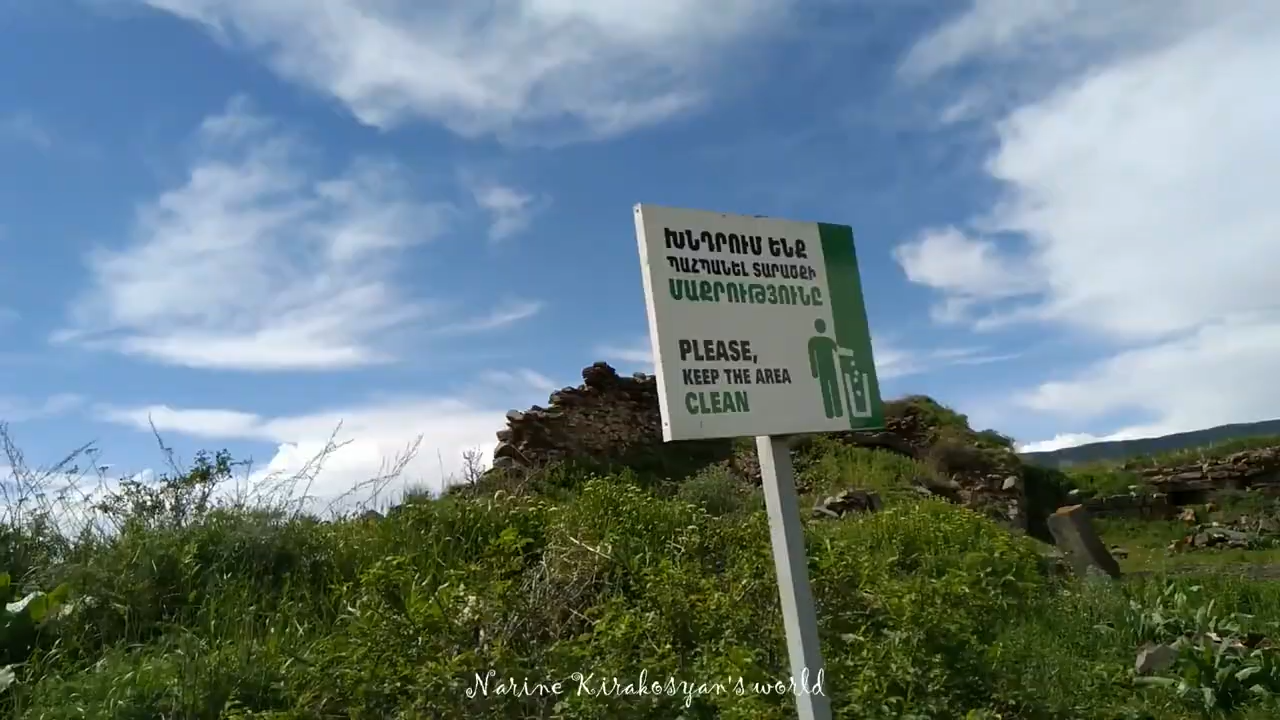 ԽՆԴՐՈՒՄ ԵՆՔ
ՊԱՀՊԱՆԵԼ ՏԱՐԱԾՔԻ
ՄԱՔՐՈՒԹՅՈՒՆԸ
PLEASE,
KEEP THE AREA
CLEAN
Narine Kirakosyan's world